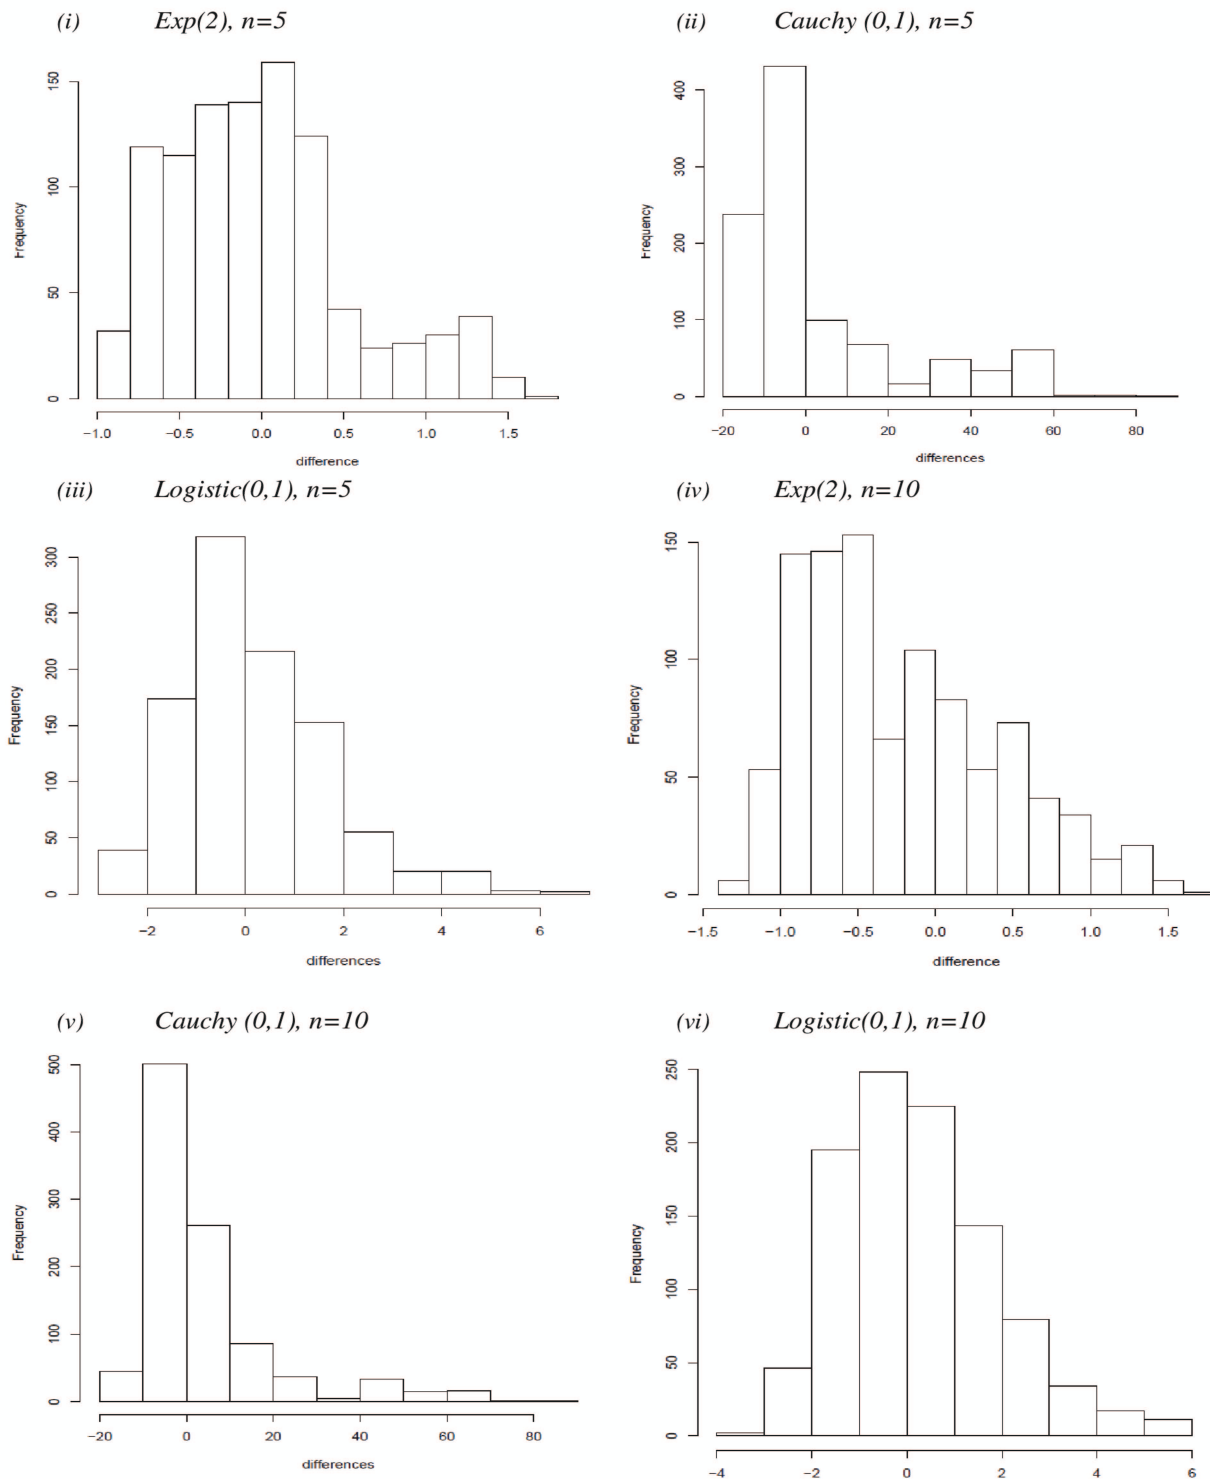 (i) Exp(2), n=5
150
100
50
0
Frequency
−1.0 −0.5 0.0 0.5 1.0 1.5
difference
(ii) Cauchy (0,1), n=5
400
300
200
100
0
Frequency
−20 0 20 40 60 80
differences
(iii) Logistic(0,1), n=5
300
250
200
150
100
50
0
Frequency
−2 0 2 4 6
differences
(iv) Exp(2), n=10
150
100
50
0
Frequency
−1.5 −1.0 −0.5 0.0 0.5 1.0 1.5
difference
(v) Cauchy (0,1), n=10
500
400
300
200
100
0
Frequency
−20 0 20 40 60 80
differences
(vi) Logistic(0,1), n=10
250
200
150
100
50
0
Frequency
−4 −2 0 2 4 6